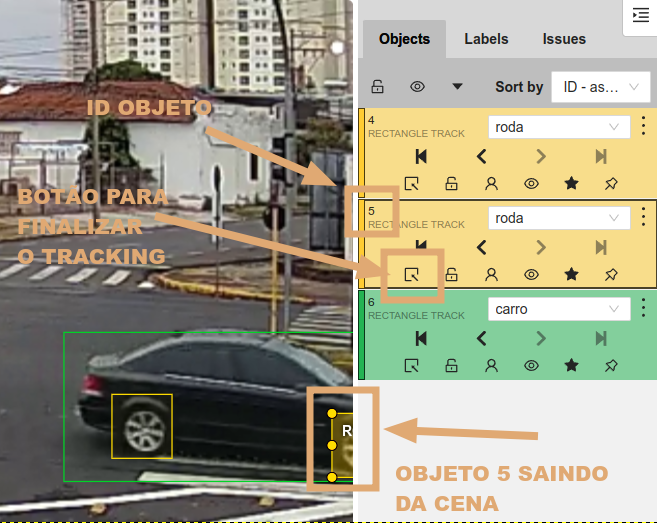 Objects
Labels
Issues
Sort by
ID - as...
ID OBJETO
4
RECTANGLE TRACK
roda
BOTÃO PARA
FINALIZAR
O TRACKING
5
RECTANGLE TRACK
roda
6
RECTANGLE TRACK
carro
R
OBJETO 5 SAINDO
DA CENA